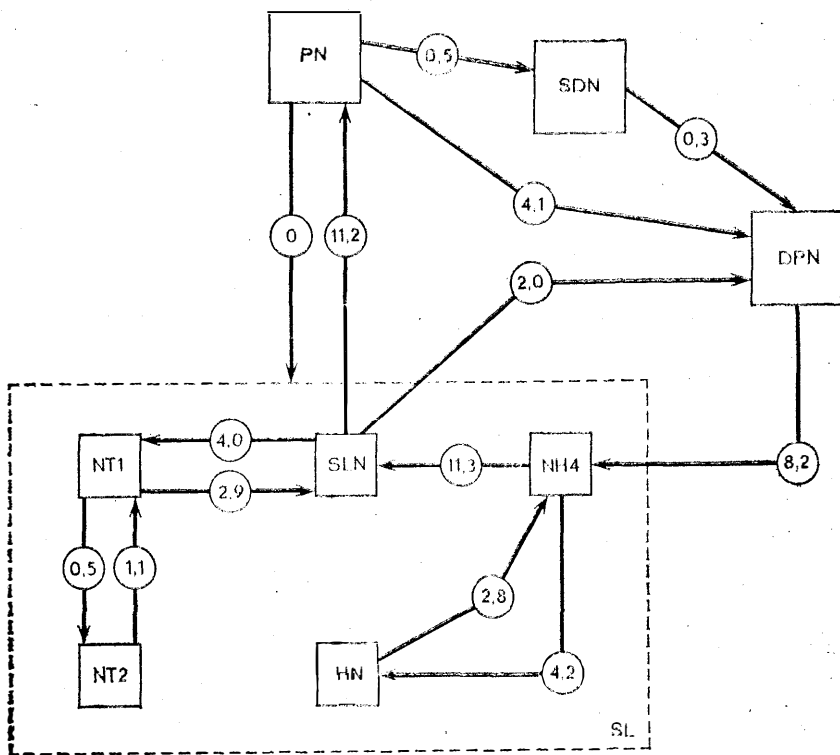 PN
0,5
SDN
0,3
4,1
DPN
0
11,2
2,0
4,0
NT1
SLN
11,3
NH4
8,2
2,9
0,5
1,1
2,8
NT2
HN
4,2
SL